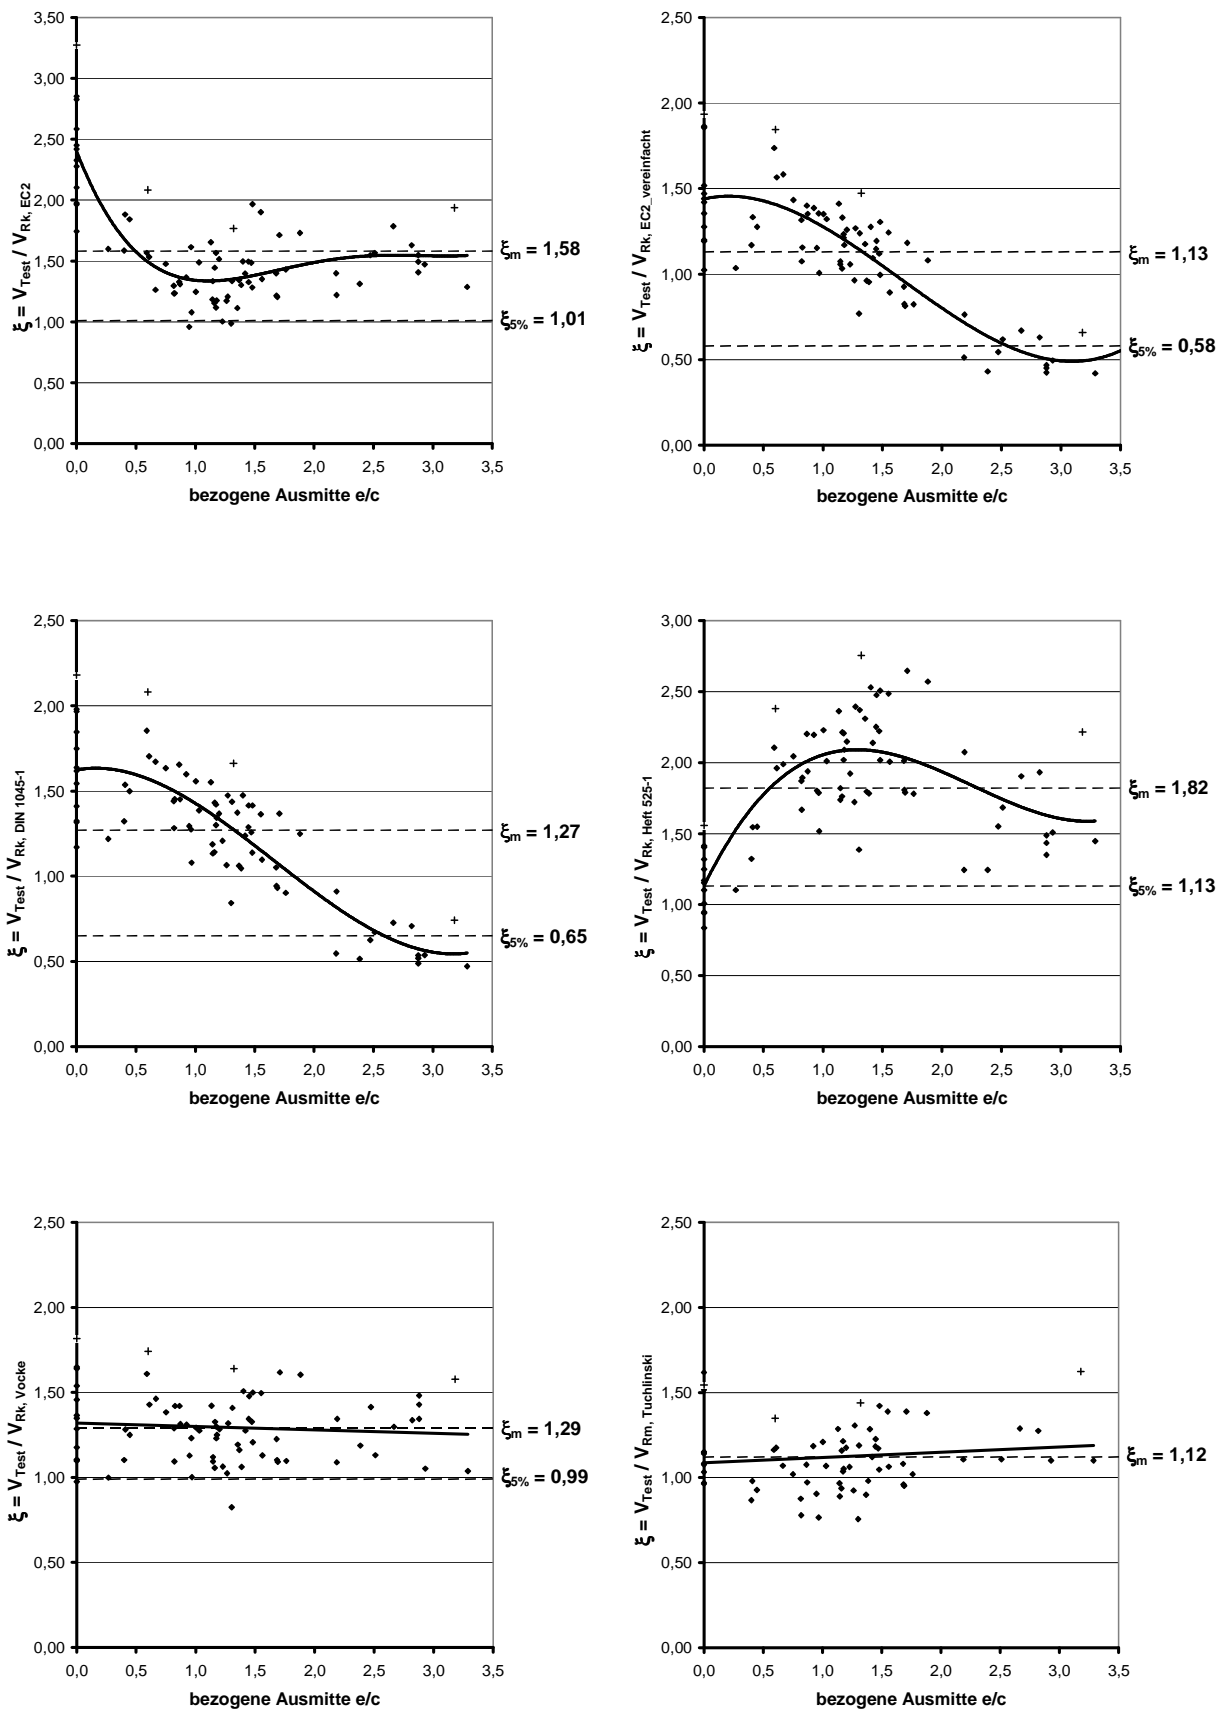 3,50
3,00
2,50
2,00
1,50
1,00
0,50
0,00
0,0 0,5 1,0 1,5 2,0 2,5 3,0 3,5
bezogene Ausmitte e/c
ξ = V_Test / V_Rk, EC2
ξm = 1,58
ξ5% = 1,01
2,50
2,00
1,50
1,00
0,50
0,00
0,0 0,5 1,0 1,5 2,0 2,5 3,0 3,5
bezogene Ausmitte e/c
ξ = V_Test / V_Rk, EC2_vereinfacht
ξm = 1,13
ξ5% = 0,58
2,50
2,00
1,50
1,00
0,50
0,00
0,0 0,5 1,0 1,5 2,0 2,5 3,0 3,5
bezogene Ausmitte e/c
ξ = V_Test / V_Rk, DIN 1045-1
ξm = 1,27
ξ5% = 0,65
3,00
2,50
2,00
1,50
1,00
0,50
0,00
0,0 0,5 1,0 1,5 2,0 2,5 3,0 3,5
bezogene Ausmitte e/c
ξ = V_Test / V_Rk, Heft 525-1
ξm = 1,82
ξ5% = 1,13
2,50
2,00
1,50
1,00
0,50
0,00
0,0 0,5 1,0 1,5 2,0 2,5 3,0 3,5
bezogene Ausmitte e/c
ξ = V_Test / V_Rk, Vocke
ξm = 1,29
ξ5% = 0,99
2,50
2,00
1,50
1,00
0,50
0,00
0,0 0,5 1,0 1,5 2,0 2,5 3,0 3,5
bezogene Ausmitte e/c
ξ = V_Test / V_Rm, Tuchlinski
ξm = 1,12